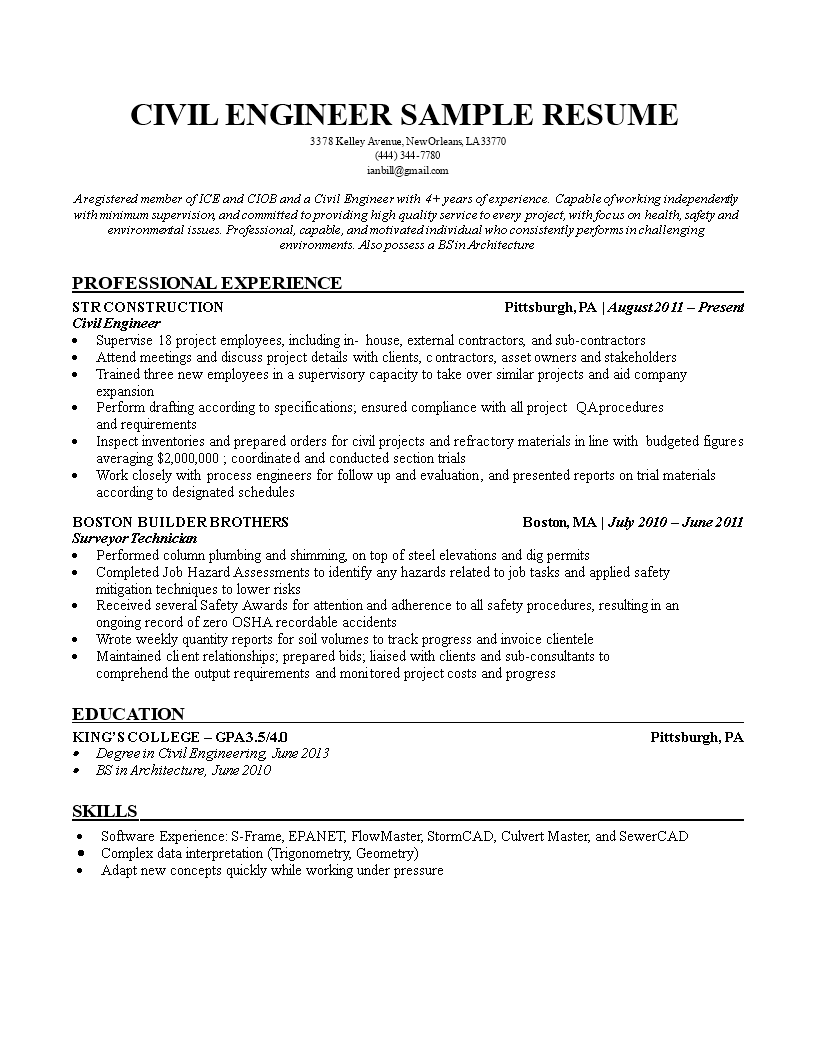 CIVIL ENGINEER SAMPLE RESUME
3378 Kelley Avenue, New Orleans, LA 33770
(444) 344-7780
ianbill@gmail.com
A registered member of ICE and CIOB and a Civil Engineer with 4+ years of experience. Capable of working independently
with minimum supervision, and committed to providing high quality service to every project, with focus on health, safety and
environmental issues. Professional, capable, and motivated individual who consistently performs in challenging
environments. Also possess a BS in Architecture
PROFESSIONAL EXPERIENCE
STR CONSTRUCTION Pittsburgh, PA | August 2011 – Present
Civil Engineer
• Supervise 18 project employees, including in- house, external contractors, and sub-contractors
• Attend meetings and discuss project details with clients, contractors, asset owners and stakeholders
• Trained three new employees in a supervisory capacity to take over similar projects and aid company
expansion
• Perform drafting according to specifications; ensured compliance with all project QA procedures
and requirements
• Inspect inventories and prepared orders for civil projects and refractory materials in line with budgeted figures
averaging $2,000,000 ; coordinated and conducted section trials
• Work closely with process engineers for follow up and evaluation, and presented reports on trial materials
according to designated schedules
BOSTON BUILDER BROTHERS Boston, MA | July 2010 – June 2011
Surveyor Technician
• Performed column plumbing and shimming, on top of steel elevations and dig permits
• Completed Job Hazard Assessments to identify any hazards related to job tasks and applied safety
mitigation techniques to lower risks
• Received several Safety Awards for attention and adherence to all safety procedures, resulting in an
ongoing record of zero OSHA recordable accidents
• Wrote weekly quantity reports for soil volumes to track progress and invoice clientele
• Maintained client relationships; prepared bids; liaised with clients and sub-consultants to
comprehend the output requirements and monitored project costs and progress
EDUCATION
KING'S COLLEGE – GPA 3.5/4.0 Pittsburgh, PA
• Degree in Civil Engineering, June 2013
• BS in Architecture, June 2010
SKILLS
• Software Experience: S-Frame, EPANET, FlowMaster, StormCAD, Culvert Master, and SewerCAD
• Complex data interpretation (Trigonometry, Geometry)
• Adapt new concepts quickly while working under pressure